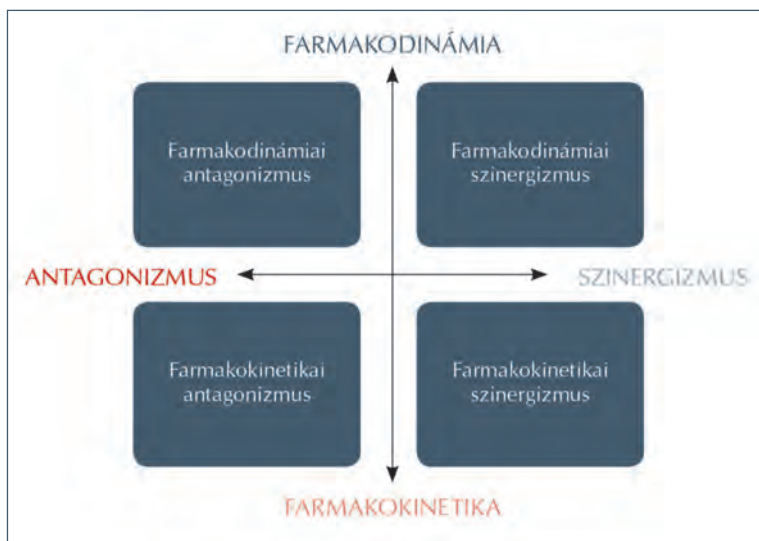 FARMAKODINÁMIA
Farmakodinámiai
antagonizmus
Farmakodinámiai
szinergizmus
ANTAGONIZMUS
SZINERGIZMUS
Farmakokinetikai
antagonizmus
Farmakokinetikai
szinergizmus
FARMAKOKINETIKA